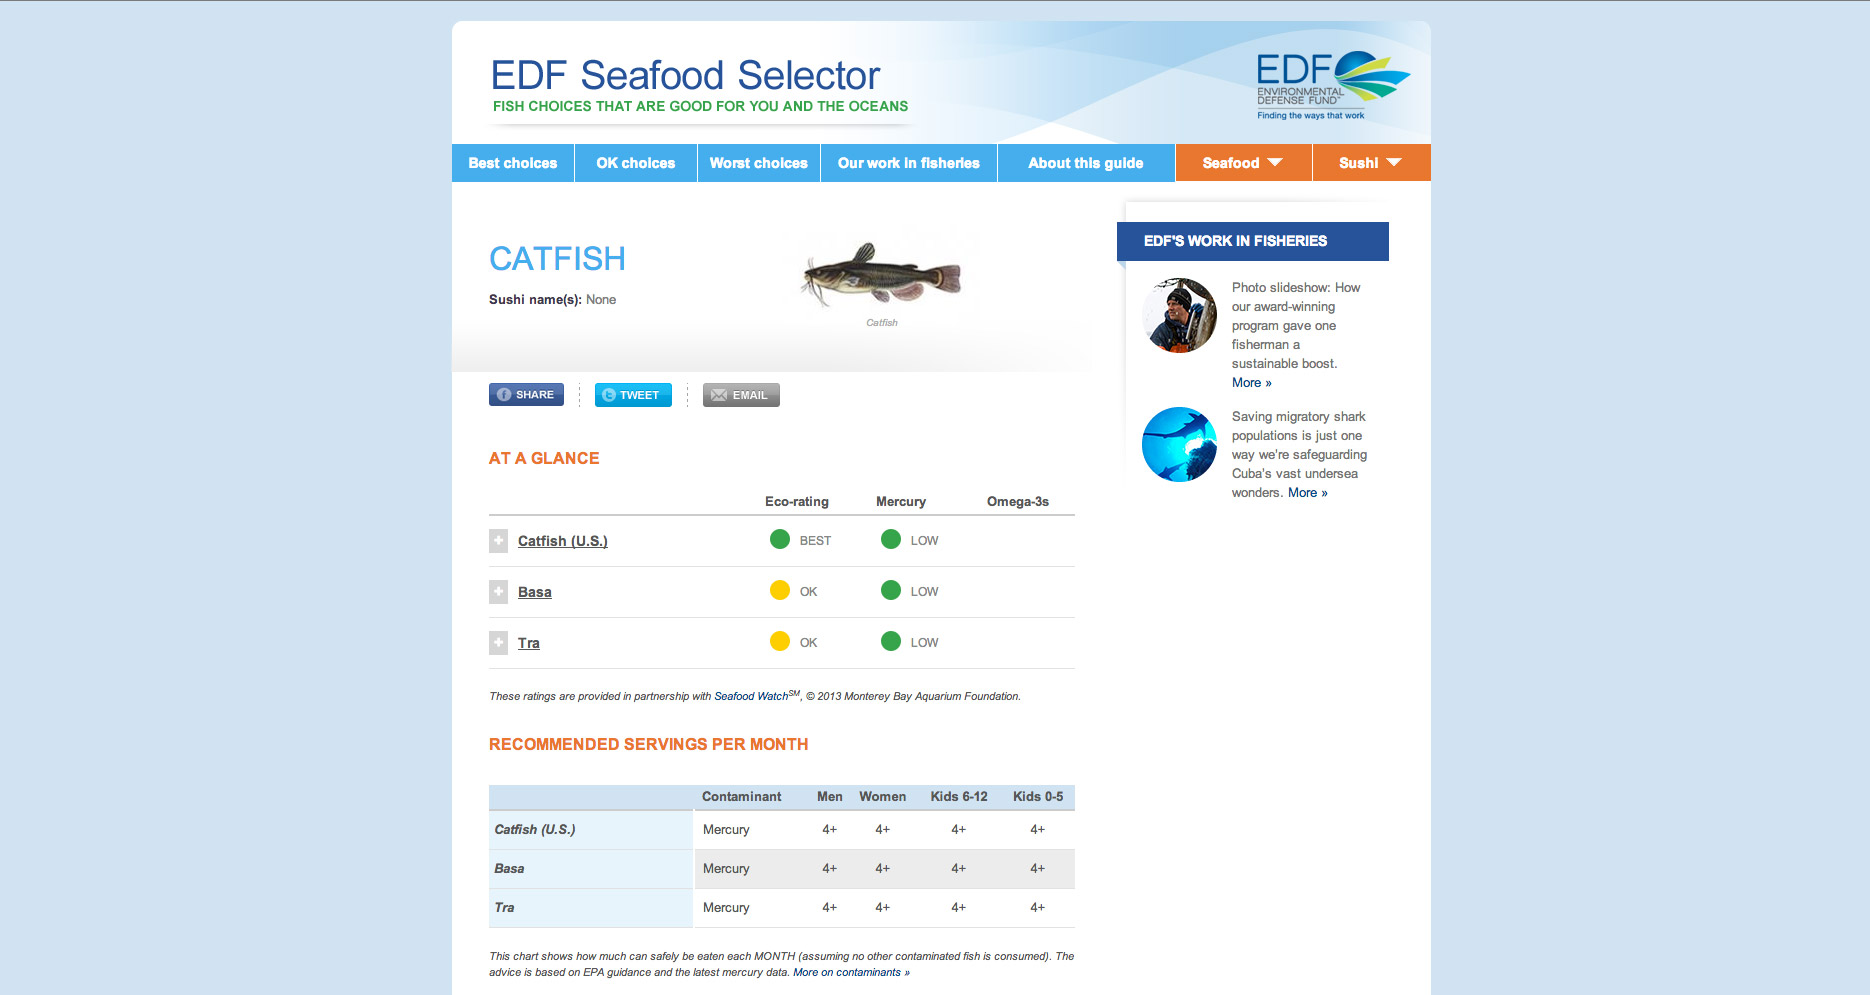 EDF Seafood Selector
FISH CHOICES THAT ARE GOOD FOR YOU AND THE OCEANS
EDF
ENVIRONMENTAL
DEFENSE FUND™
Finding the ways that work
Best choices OK choices Worst choices Our work in fisheries About this guide Seafood Sushi
CATFISH
Sushi name(s): None
Catfish
SHARE TWEET EMAIL
AT A GLANCE
Eco-rating Mercury Omega-3s
Catfish (U.S.) BEST LOW
Basa OK LOW
Tra OK LOW
These ratings are provided in partnership with Seafood WatchSM, © 2013 Monterey Bay Aquarium Foundation.
RECOMMENDED SERVINGS PER MONTH
Contaminant Men Women Kids 6-12 Kids 0-5
Catfish (U.S.) Mercury 4+ 4+ 4+ 4+
Basa Mercury 4+ 4+ 4+ 4+
Tra Mercury 4+ 4+ 4+ 4+
This chart shows how much can safely be eaten each MONTH (assuming no other contaminated fish is consumed). The
advice is based on EPA guidance and the latest mercury data. More on contaminants »
EDF'S WORK IN FISHERIES
Photo slideshow: How
our award-winning
program gave one
fisherman a
sustainable boost.
More »
Saving migratory shark
populations is just one
way we're safeguarding
Cuba's vast undersea
wonders. More »